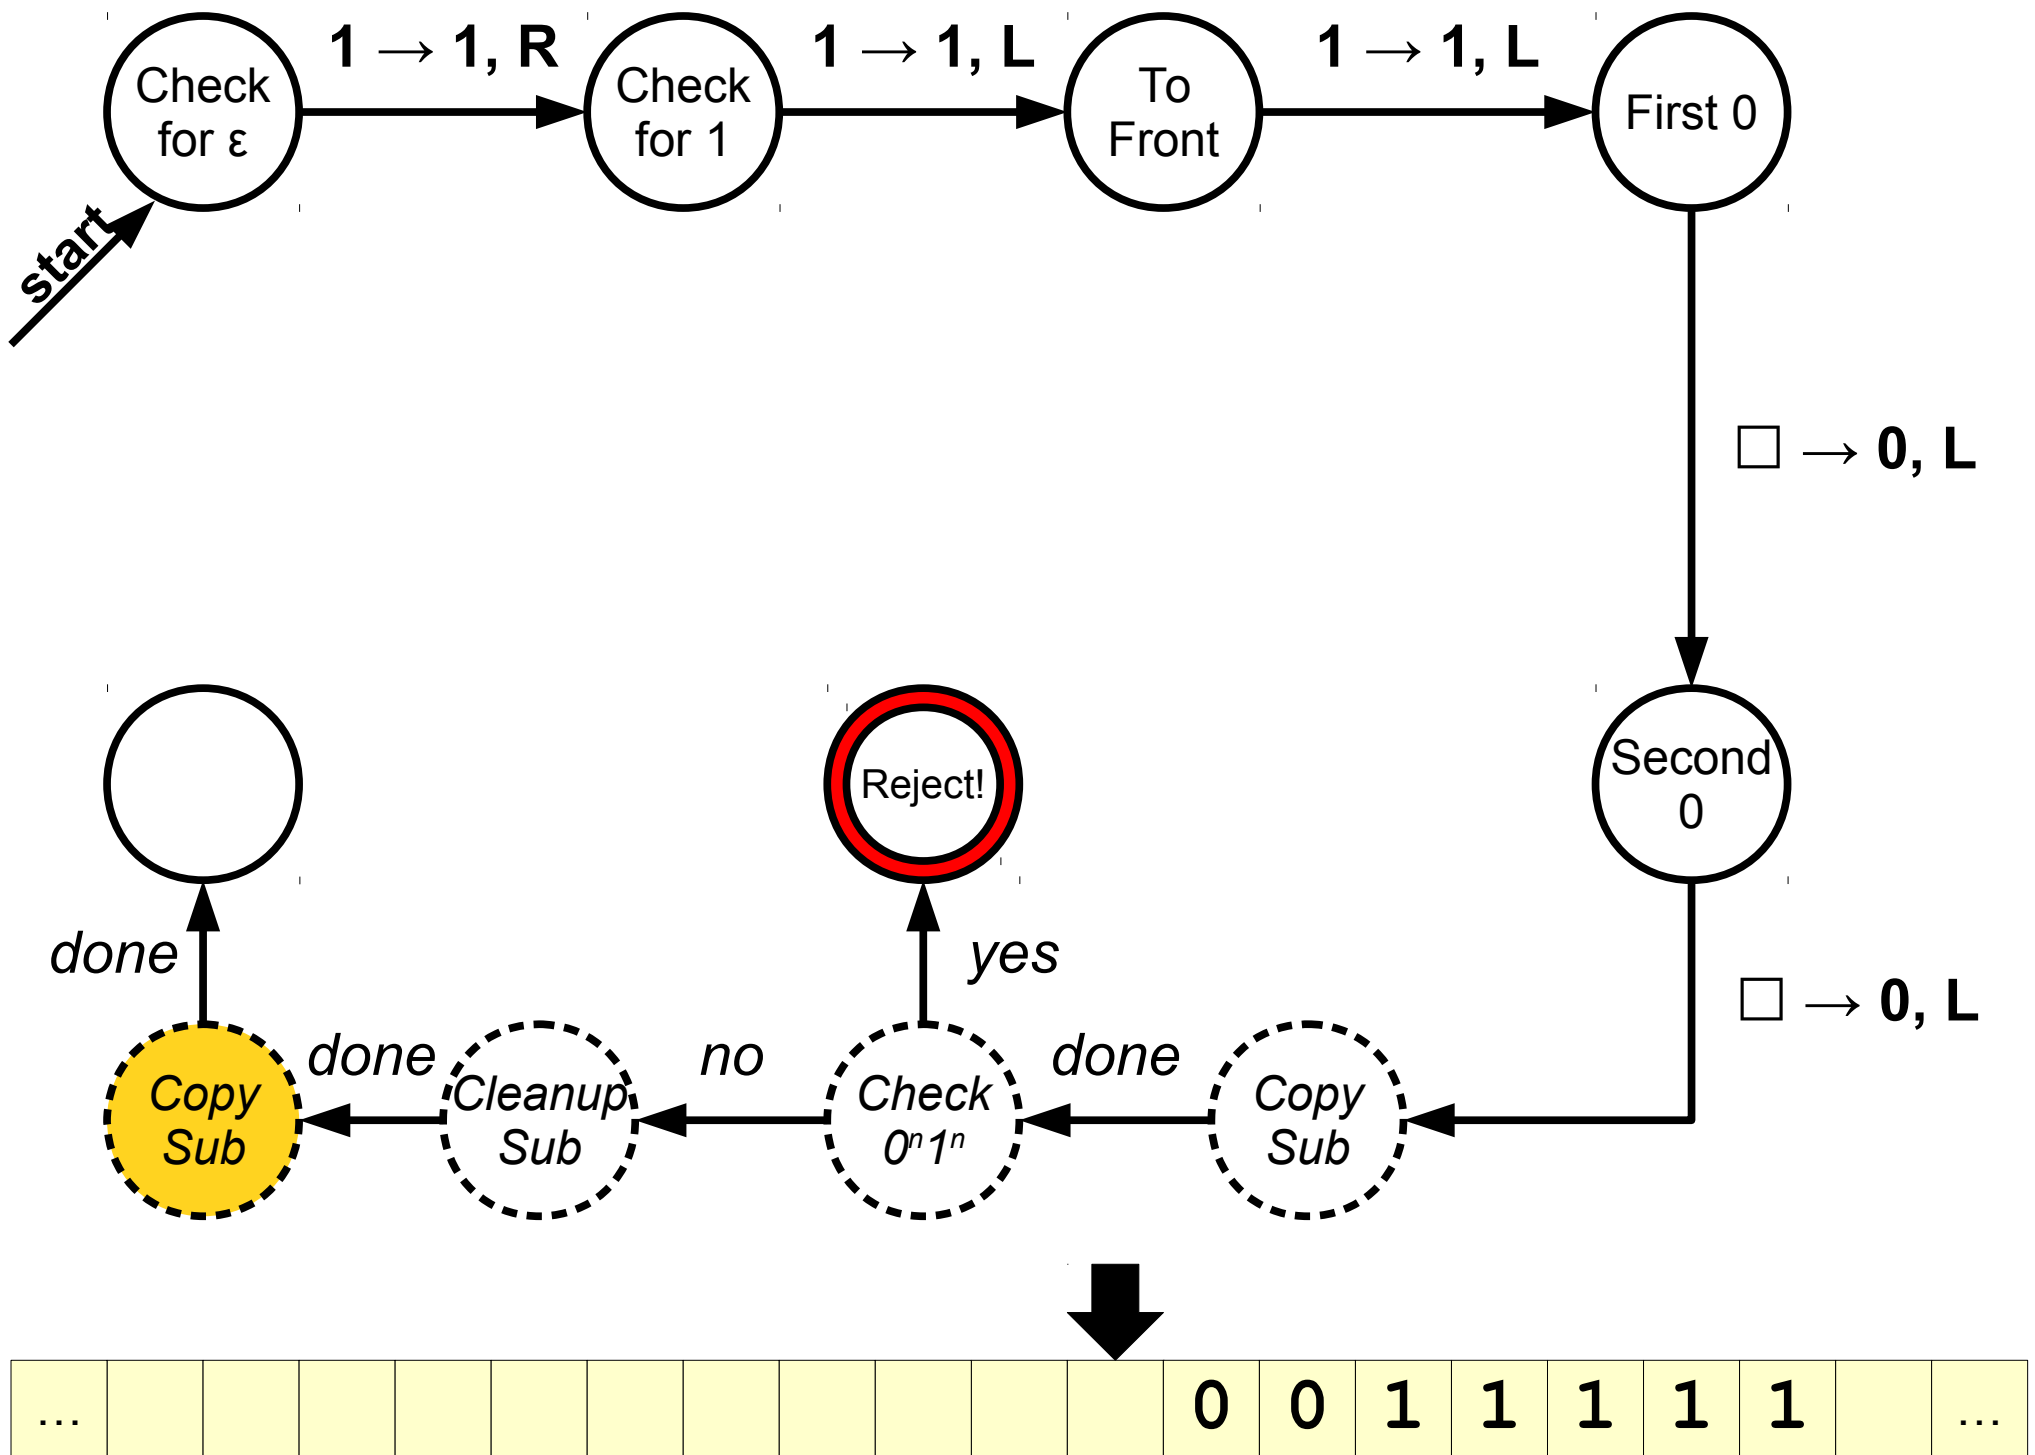 1 → 1, R
1 → 1, L
1 → 1, L
Check
for ε
Check
for 1
To
Front
First 0
start
□ → 0, L
Reject!
Second
0
done
yes
□ → 0, L
done
no
done
Copy
Sub
Cleanup
Sub
Check
0ⁿ1ⁿ
Copy
Sub
... 0 0 1 1 1 1 1 ...